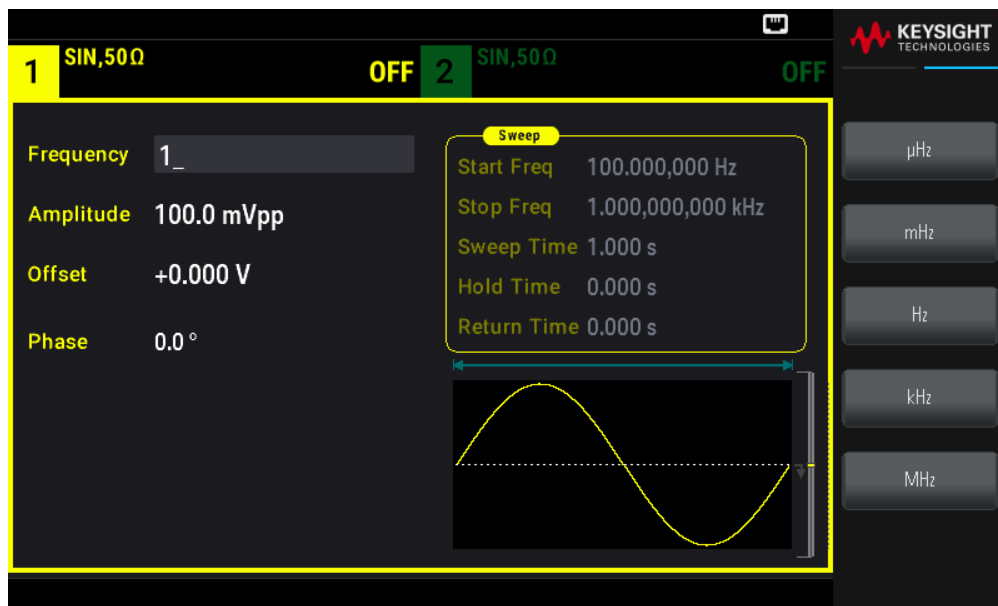 KEYSIGHT
TECHNOLOGIES
1 SIN,50Ω OFF
2 SIN,50Ω OFF
Frequency 1_
Amplitude 100.0 mVpp
Offset +0.000 V
Phase 0.0 °
Sweep
Start Freq 100.000,000 Hz
Stop Freq 1.000,000,000 kHz
Sweep Time 1.000 s
Hold Time 0.000 s
Return Time 0.000 s
µHz
mHz
Hz
kHz
MHz